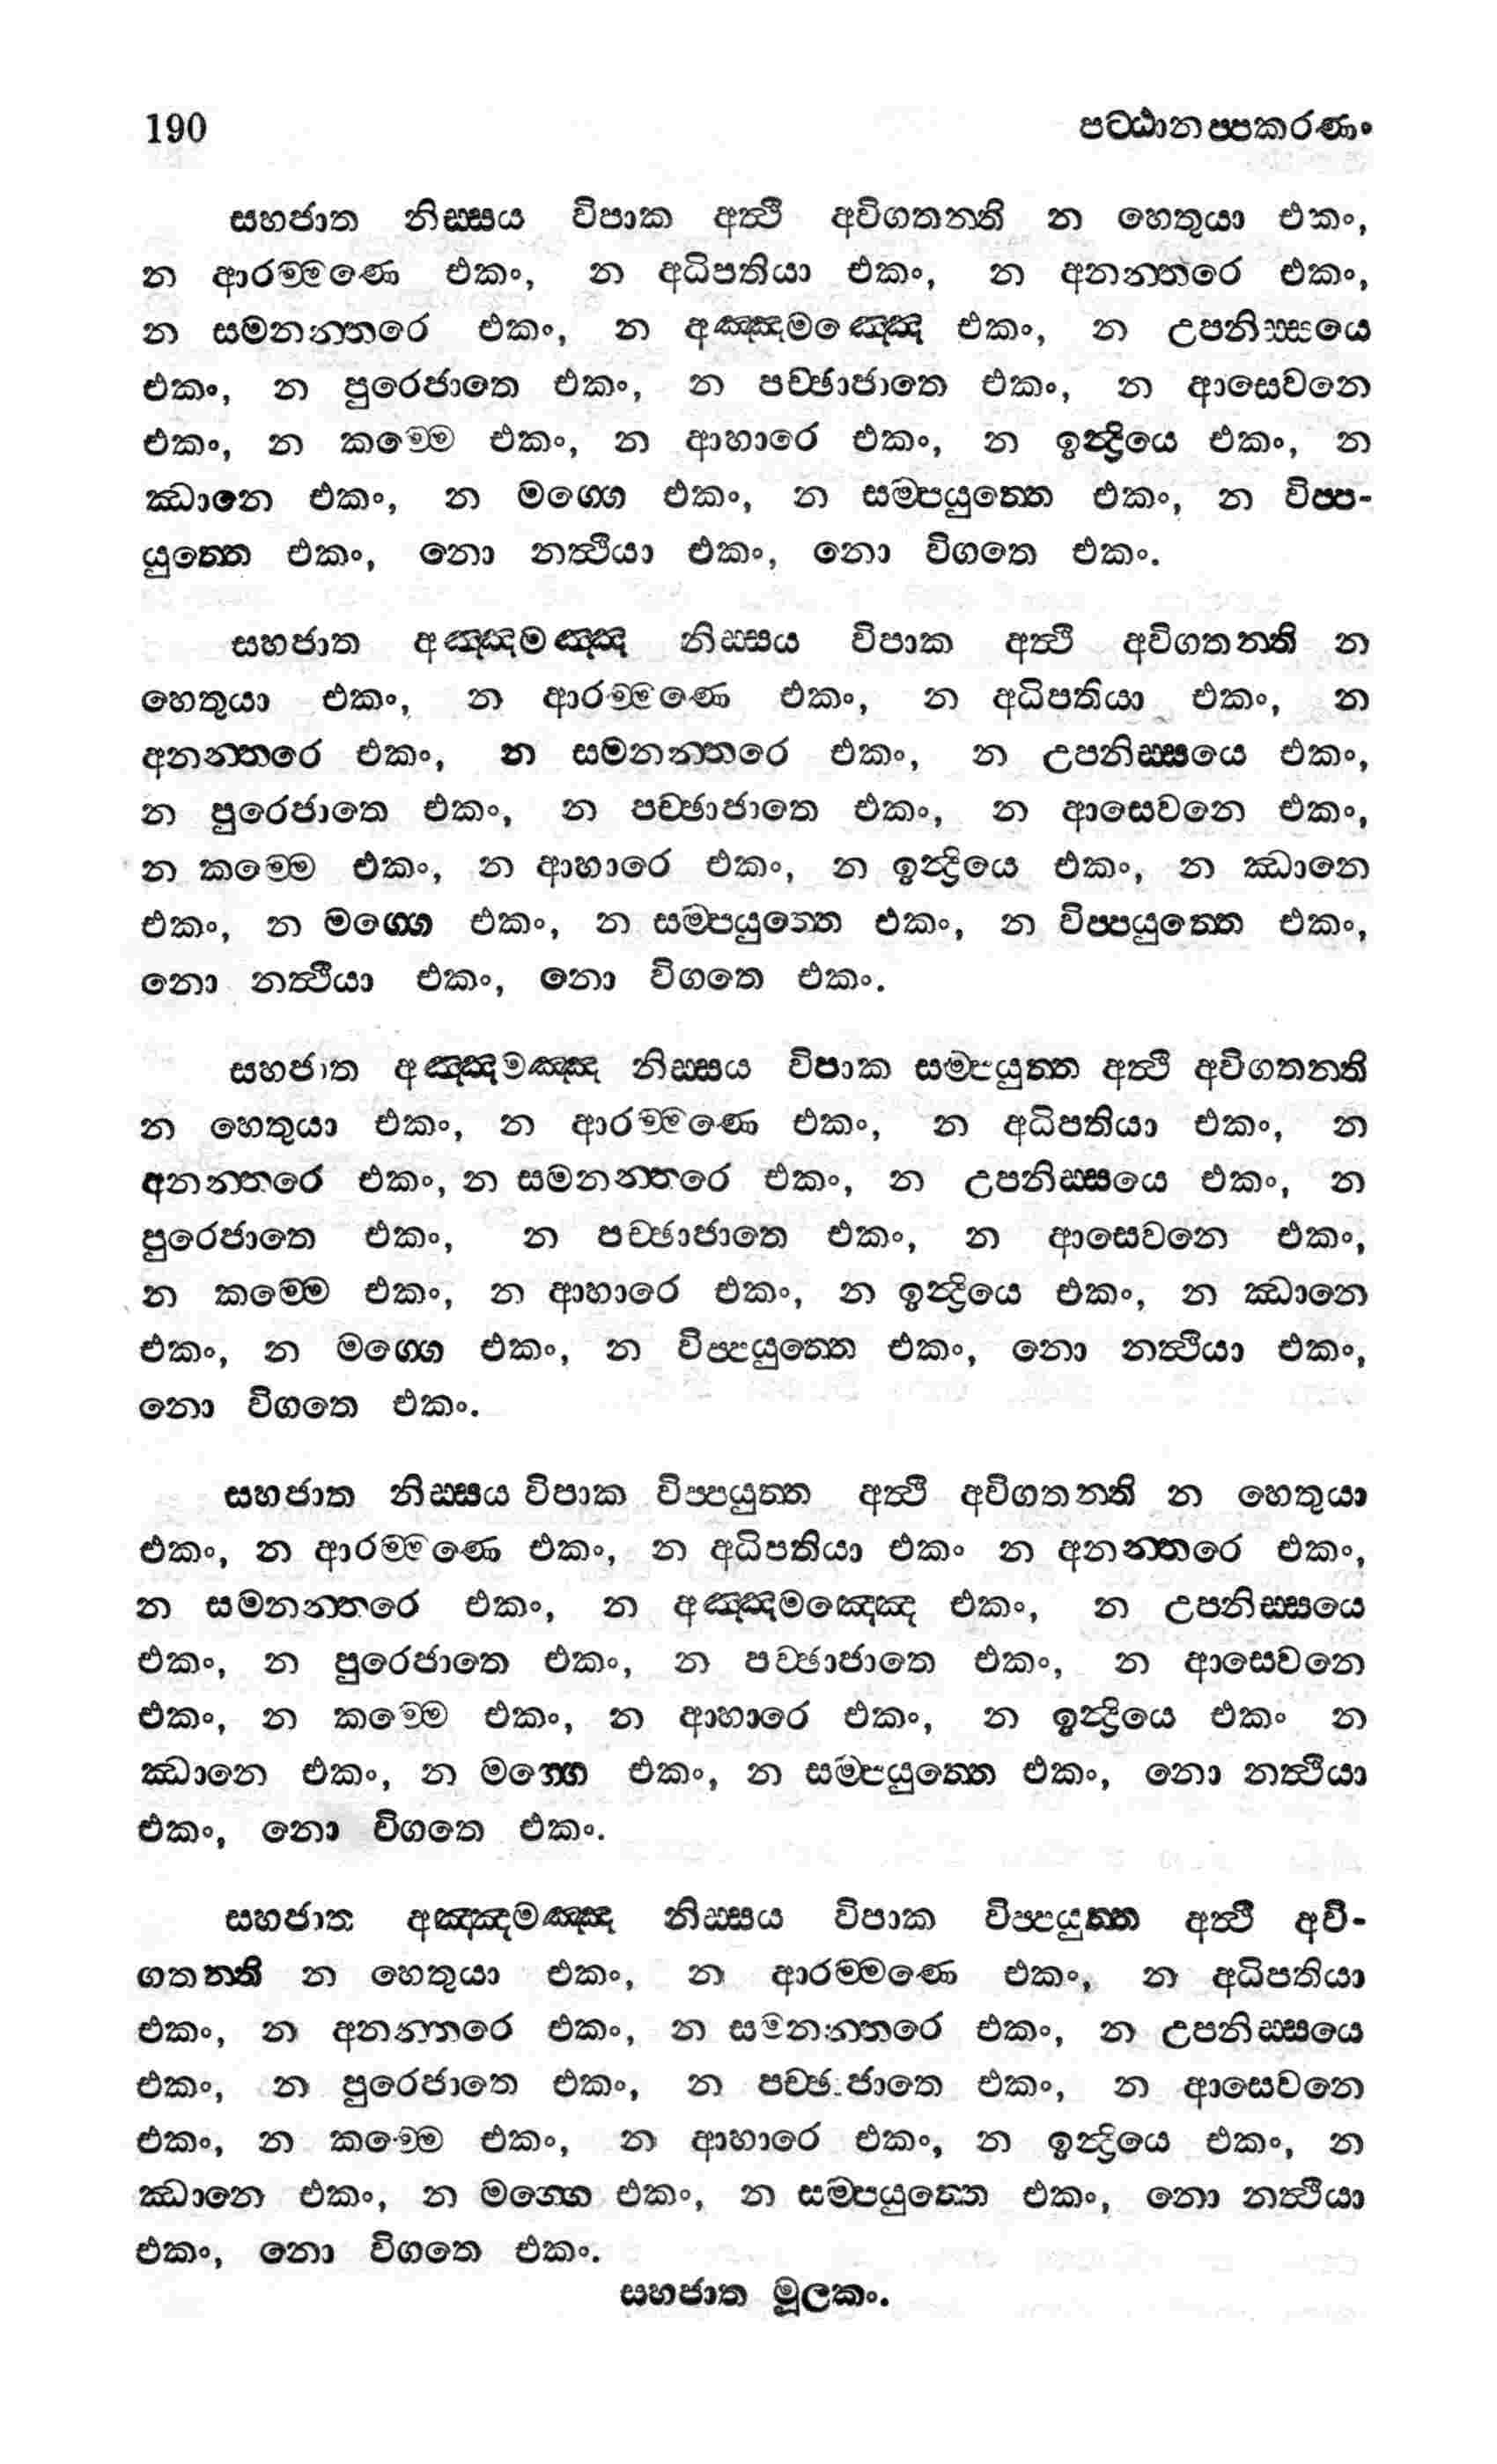 190 පට්ඨානප්පකරණං
සහජාත නිස්සය විපාක අත්ථි අවිගතන්ති න හෙතුයා එකං,
න ආරම්මණෙ එකං, න අධිපතියා එකං, න අනන්තරෙ එකං,
න සමනන්තරෙ එකං, න අඤ්ඤමඤ්ඤෙ එකං, න උපනිස්සයෙ
එකං, න පුරෙජාතෙ එකං, න පච්ඡාජාතෙ එකං, න ආසෙවනෙ
එකං, න කම්මෙ එකං, න ආහාරෙ එකං, න ඉන්ද්‍රියෙ එකං, න
ඣානෙ එකං, න මග්ගෙ එකං, න සම්පයුත්තෙ එකං, න විප්ප-
යුත්තෙ එකං, නො නත්ථියා එකං, නො විගතෙ එකං.
සහජාත අඤ්ඤමඤ්ඤ නිස්සය විපාක අත්ථි අවිගතන්ති න
හෙතුයා එකං, න ආරම්මණෙ එකං, න අධිපතියා එකං, න
අනන්තරෙ එකං, න සමනන්තරෙ එකං, න උපනිස්සයෙ එකං,
න පුරෙජාතෙ එකං, න පච්ඡාජාතෙ එකං, න ආසෙවනෙ එකං,
න කම්මෙ එකං, න ආහාරෙ එකං, න ඉන්ද්‍රියෙ එකං, න ඣානෙ
එකං, න මග්ගෙ එකං, න සම්පයුත්තෙ එකං, න විප්පයුත්තෙ එකං,
නො නත්ථියා එකං, නො විගතෙ එකං.
සහජාත අඤ්ඤමඤ්ඤ නිස්සය විපාක සම්පයුත්ත අත්ථි අවිගතන්ති
න හෙතුයා එකං, න ආරම්මණෙ එකං, න අධිපතියා එකං, න
අනන්තරෙ එකං, න සමනන්තරෙ එකං, න උපනිස්සයෙ එකං, න
පුරෙජාතෙ එකං, න පච්ඡාජාතෙ එකං, න ආසෙවනෙ එකං,
න කම්මෙ එකං, න ආහාරෙ එකං, න ඉන්ද්‍රියෙ එකං, න ඣානෙ
එකං, න මග්ගෙ එකං, න විප්පයුත්තෙ එකං, නො නත්ථියා එකං,
නො විගතෙ එකං.
සහජාත නිස්සය විපාක විප්පයුත්ත අත්ථි අවිගතන්ති න හෙතුයා
එකං, න ආරම්මණෙ එකං, න අධිපතියා එකං න අනන්තරෙ එකං,
න සමනන්තරෙ එකං, න අඤ්ඤමඤ්ඤෙ එකං, න උපනිස්සයෙ
එකං, න පුරෙජාතෙ එකං, න පච්ඡාජාතෙ එකං, න ආසෙවනෙ
එකං, න කම්මෙ එකං, න ආහාරෙ එකං, න ඉන්ද්‍රියෙ එකං න
ඣානෙ එකං, න මග්ගෙ එකං, න සම්පයුත්තෙ එකං, නො නත්ථියා
එකං, නො විගතෙ එකං.
සහජාත අඤ්ඤමඤ්ඤ නිස්සය විපාක විප්පයුත්ත අත්ථි අවි-
ගතන්ති න හෙතුයා එකං, න ආරම්මණෙ එකං, න අධිපතියා
එකං, න අනන්තරෙ එකං, න සමනන්තරෙ එකං, න උපනිස්සයෙ
එකං, න පුරෙජාතෙ එකං, න පච්ඡාජාතෙ එකං, න ආසෙවනෙ
එකං, න කම්මෙ එකං, න ආහාරෙ එකං, න ඉන්ද්‍රියෙ එකං, න
ඣානෙ එකං, න මග්ගෙ එකං, න සම්පයුත්තෙ එකං, නො නත්ථියා
එකං, නො විගතෙ එකං.
සහජාත මූලකං.